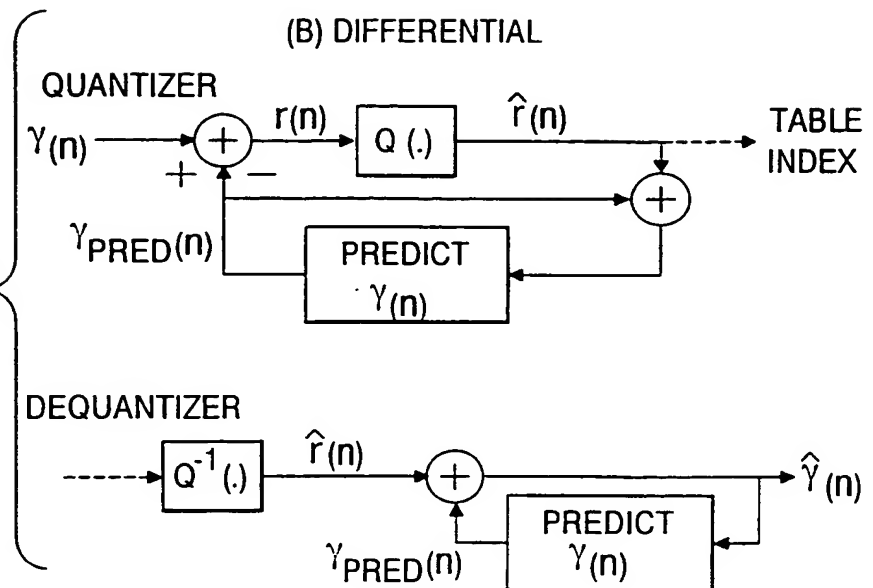 (B) DIFFERENTIAL
QUANTIZER
γ(n)
+
r(n)
Q (.)
r̂(n)
TABLE
INDEX
+ −
+
γPRED(n)
PREDICT
γ(n)
DEQUANTIZER
Q⁻¹ (.)
r̂(n)
+
γ̂(n)
PREDICT
γ(n)
γPRED(n)